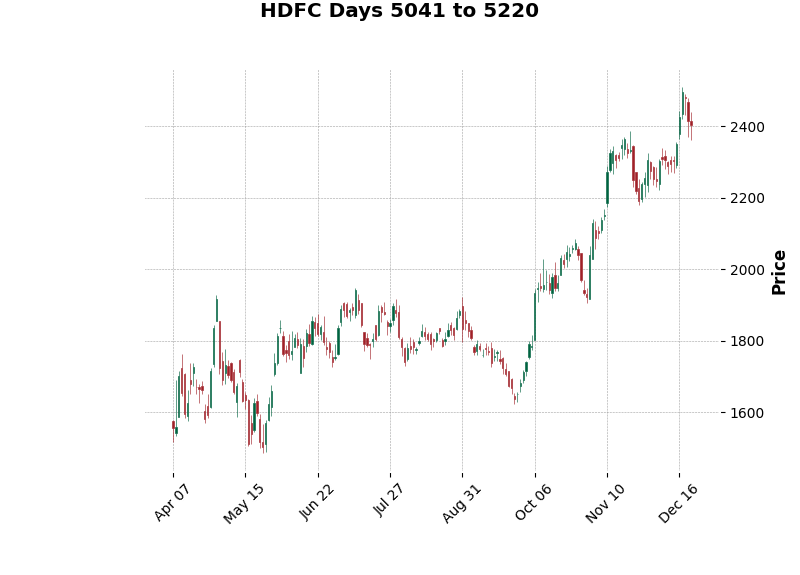 HDFC Days 5041 to 5220
2400
2200
2000
1800
1600
Price
Apr 07
May 15
Jun 22
Jul 27
Aug 31
Oct 06
Nov 10
Dec 16